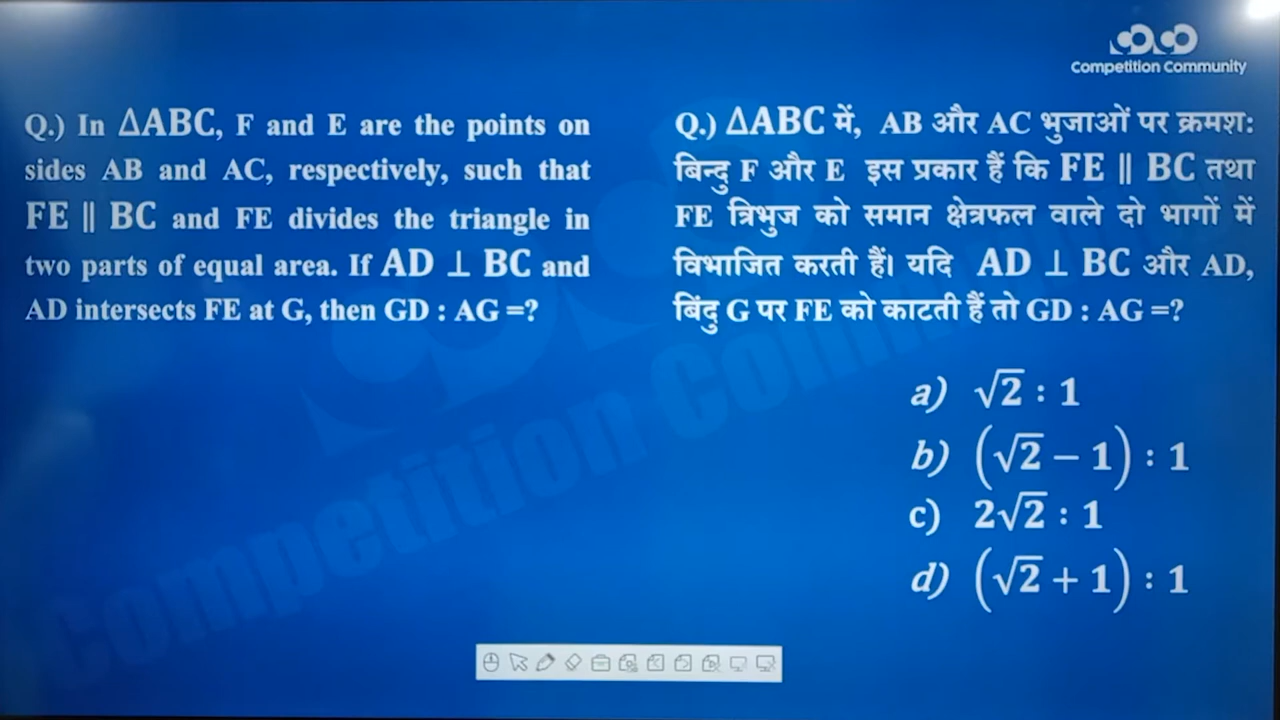 Competition Community
Q.) In ΔABC, F and E are the points on
sides AB and AC, respectively, such that
FE || BC and FE divides the triangle in
two parts of equal area. If AD ⊥ BC and
AD intersects FE at G, then GD : AG =?
Q.) ΔABC में, AB और AC भुजाओं पर क्रमश:
बिन्दु F और E इस प्रकार हैं कि FE || BC तथा
FE त्रिभुज को समान क्षेत्रफल वाले दो भागों में
विभाजित करती हैं। यदि AD ⊥ BC और AD,
बिंदु G पर FE को काटती हैं तो GD : AG =?
a) √2 : 1
b) (√2 − 1) : 1
c) 2√2 : 1
d) (√2 + 1) : 1
Competition Community